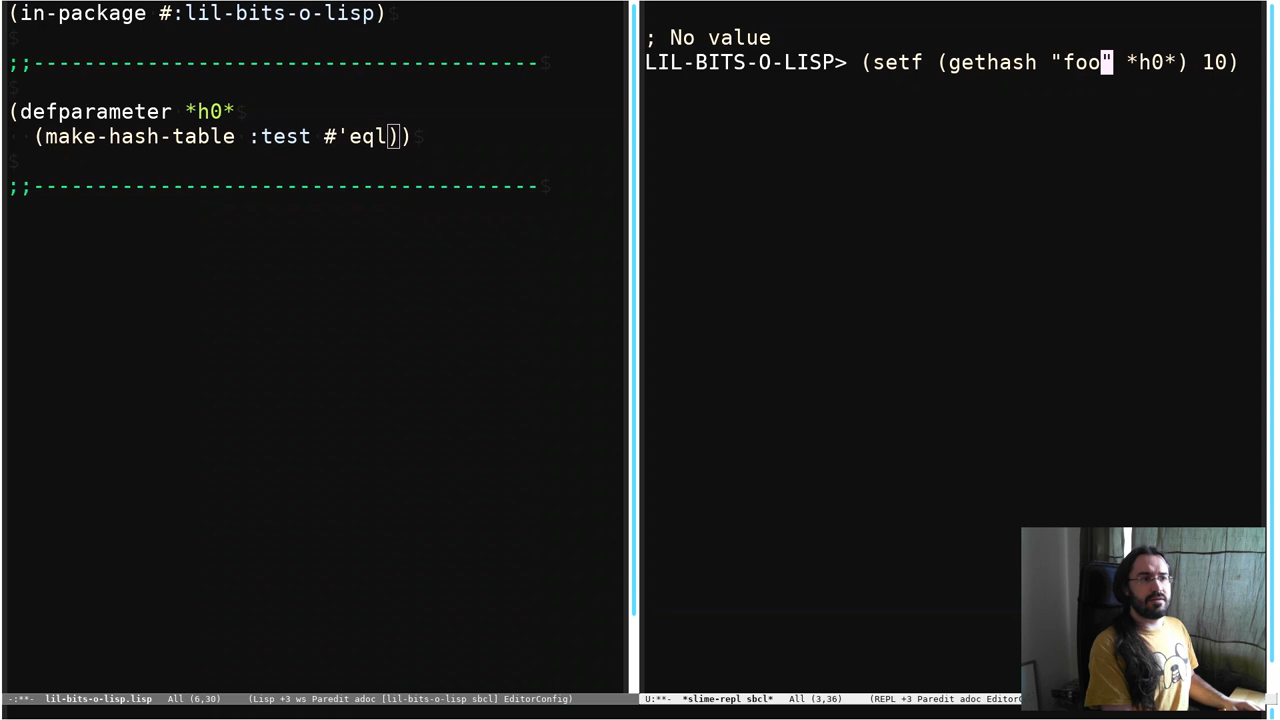 (in-package #:lil-bits-o-lisp)$
$
;;----------------------------------------$
$
(defparameter *h0*$
(make-hash-table :test #'eql))$
$
;;----------------------------------------$
-:**- lil-bits-o-lisp.lisp All (6,30) (Lisp +3 ws Paredit adoc [lil-bits-o-lisp sbcl] EditorConfig)
; No value
LIL-BITS-O-LISP> (setf (gethash "foo" *h0*) 10)
U:**- *slime-repl sbcl* All (3,36) (REPL +3 Paredit adoc